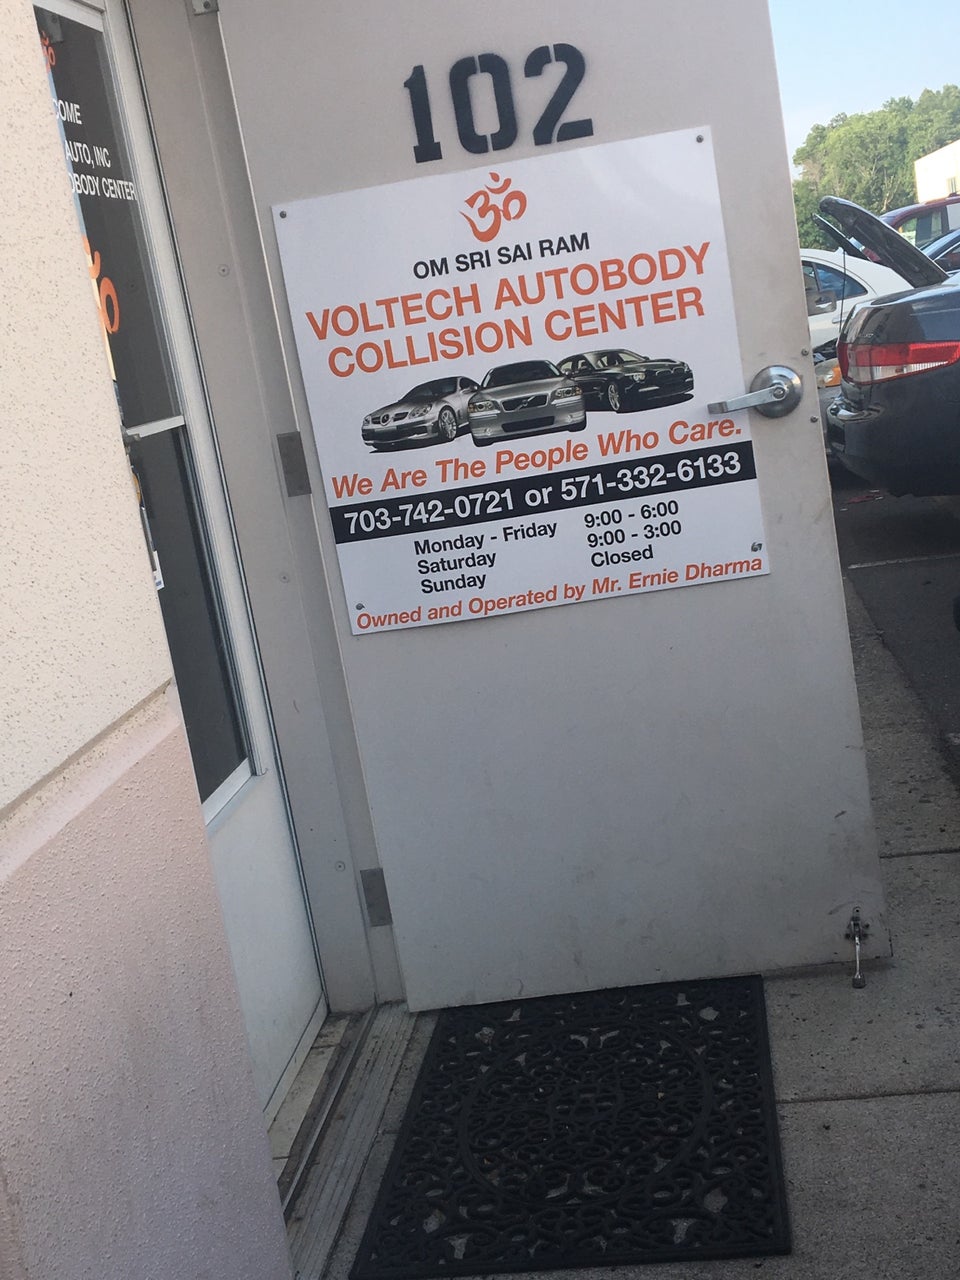 102
ॐ
OM SRI SAI RAM
VOLTECH AUTOBODY
COLLISION CENTER
We Are The People Who Care.
703-742-0721 or 571-332-6133
Monday - Friday 9:00 - 6:00
Saturday 9:00 - 3:00
Sunday Closed
Owned and Operated by Mr. Ernie Dharma
AUTO, INC
CENTER